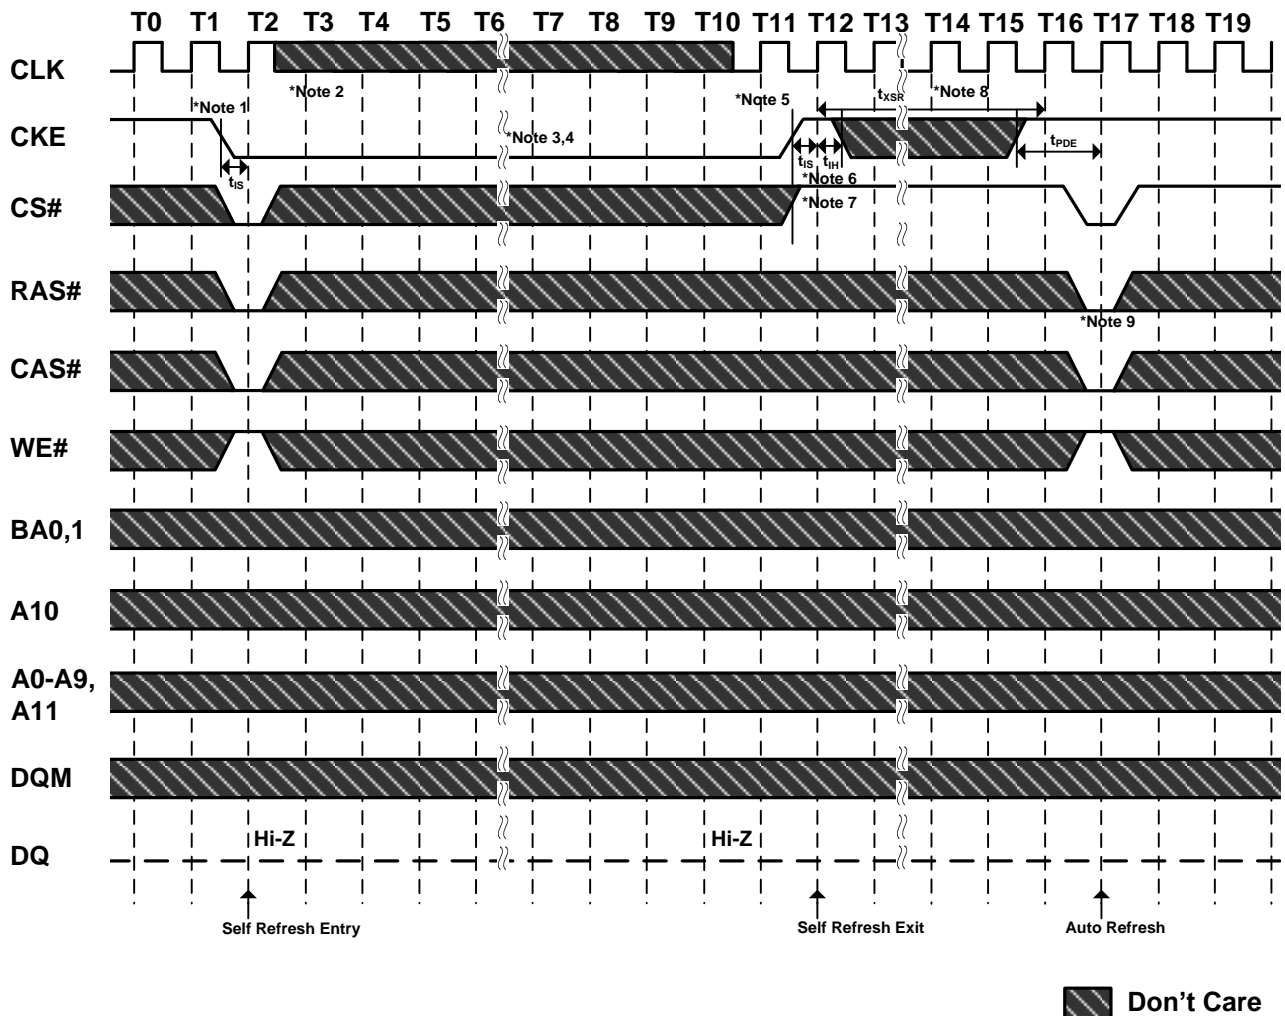 T0 T1 T2 T3 T4 T5 T6 T7 T8 T9 T10 T11 T12 T13 T14 T15 T16 T17 T18 T19
CLK
*Note 1
*Note 2
*Note 5
tXSR
*Note 8
CKE
*Note 3,4
tIS
tIS
tIH
tPDE
*Note 6
CS#
*Note 7
RAS#
*Note 9
CAS#
WE#
BA0,1
A10
A0-A9,
A11
DQM
DQ
Hi-Z
Hi-Z
Self Refresh Entry
Self Refresh Exit
Auto Refresh
Don't Care